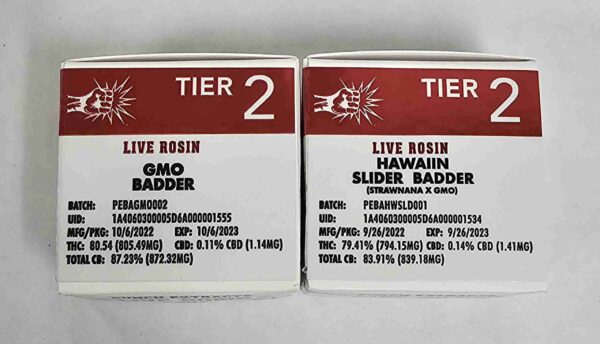 TIER 2
LIVE ROSIN
GMO
BADDER
BATCH: PEBAGMO002
UID: 1A4060300005D6A000001555
MFG/PKG: 10/6/2022 EXP: 10/6/2023
THC: 80.54 (805.49MG) CBD: 0.11% CBD (1.14MG)
TOTAL CB: 87.23% (872.32MG)
TIER 2
LIVE ROSIN
HAWAIIN
SLIDER BADDER
(STRAWNANA X GMO)
BATCH: PEBAHWSLD001
UID: 1A4060300005D6A000001534
MFG/PKG: 9/26/2022 EXP: 9/26/2023
THC: 79.41% (794.15MG) CBD: 0.14% CBD (1.41MG)
TOTAL CB: 83.91% (839.18MG)